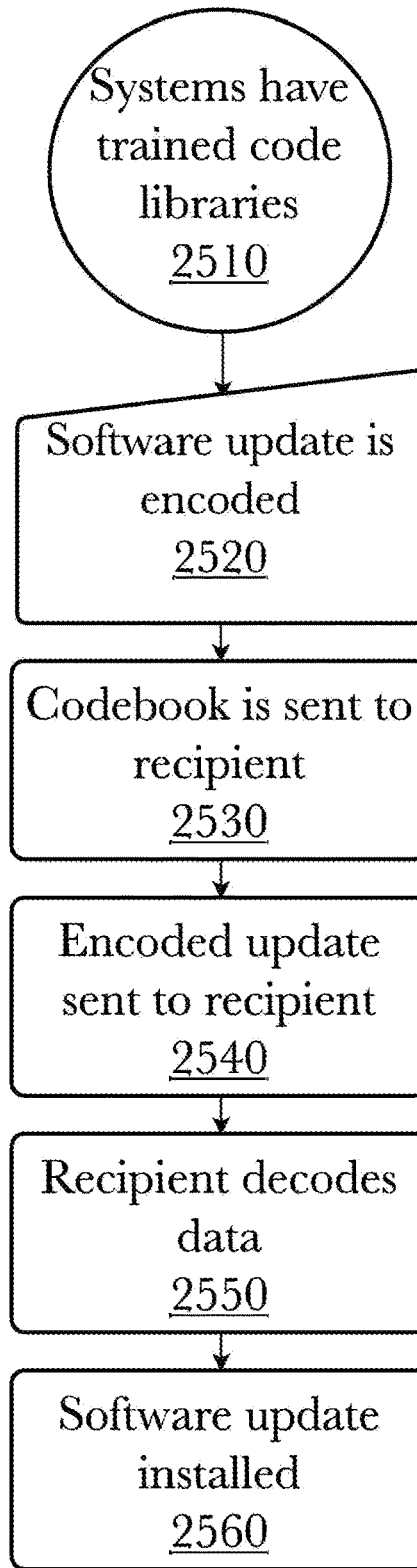 Systems have
trained code
libraries
2510
Software update is
encoded
2520
Codebook is sent to
recipient
2530
Encoded update
sent to recipient
2540
Recipient decodes
data
2550
Software update
installed
2560